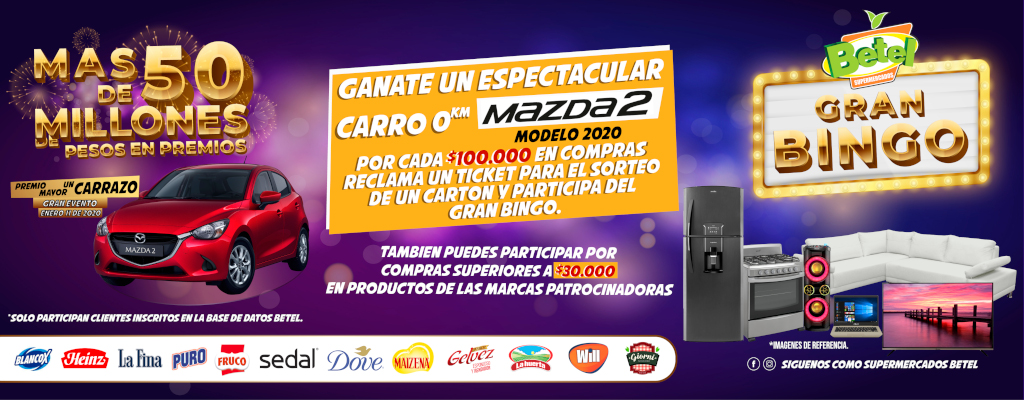 MAS DE 50
MILLONES
DE PESOS EN PREMIOS
PREMIO MAYOR UN CARRAZO
GRAN EVENTO
ENERO 11 DE 2020
MAZDA 2
*SOLO PARTICIPAN CLIENTES INSCRITOS EN LA BASE DE DATOS BETEL.
GANATE UN ESPECTACULAR
CARRO 0KM MAZDA2
MODELO 2020
POR CADA $100.000 EN COMPRAS
RECLAMA UN TICKET PARA EL SORTEO
DE UN CARTON Y PARTICIPA DEL
GRAN BINGO.
TAMBIEN PUEDES PARTICIPAR POR
COMPRAS SUPERIORES A $30.000
EN PRODUCTOS DE LAS MARCAS PATROCINADORAS
Betel
SUPERMERCADOS
GRAN
BINGO
*IMAGENES DE REFERENCIA.
SIGUENOS COMO SUPERMERCADOS BETEL
BLANCOX Heinz La Fina PURO FRUCO sedal Dove MAIZENA Gelvez La huerta Will Giorni